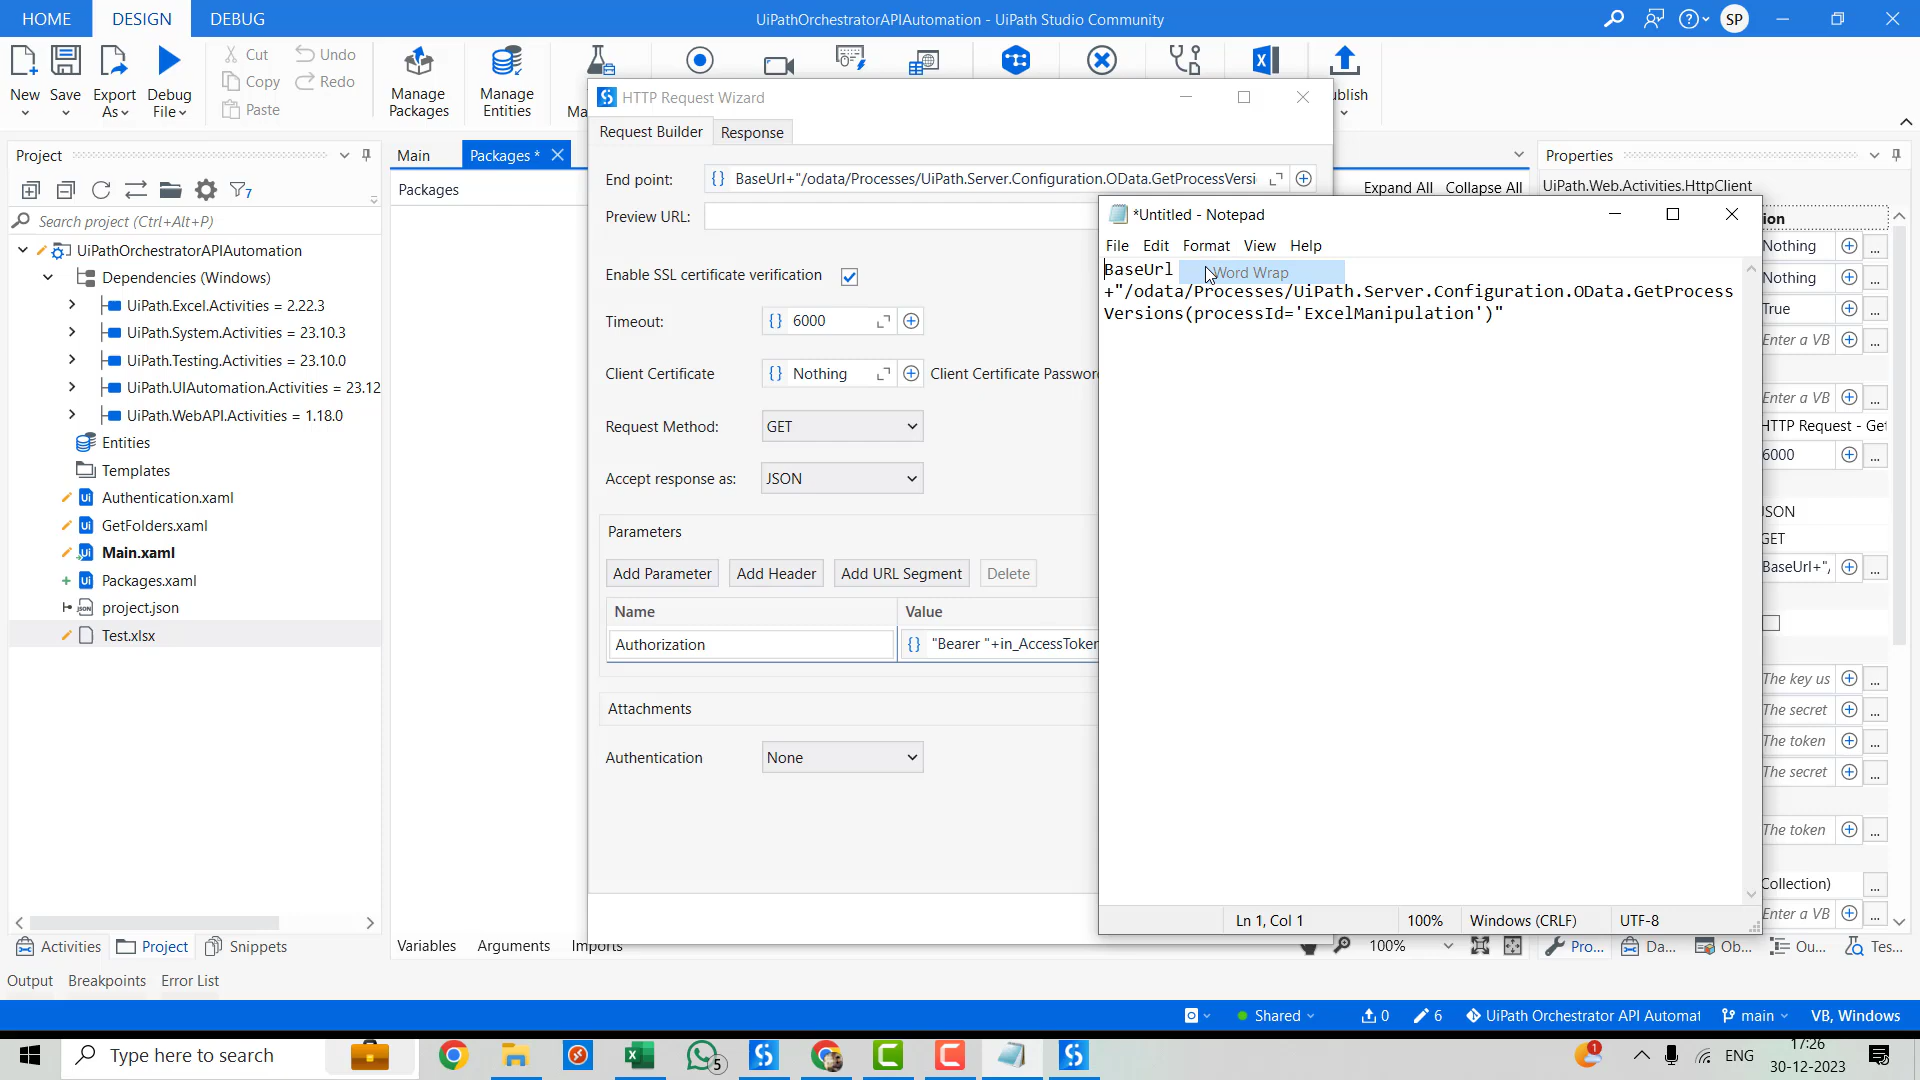 HOME
DESIGN
DEBUG
UiPathOrchestratorAPIAutomation - UiPath Studio Community
SP
New
Save
Export As
Debug File
Cut
Copy
Paste
Undo
Redo
Manage Packages
Manage Entities
HTTP Request Wizard
Request Builder
Response
End point:
BaseUrl+"/odata/Processes/UiPath.Server.Configuration.OData.GetProcessVersi
Preview URL:
Enable SSL certificate verification
Timeout:
6000
Client Certificate
Nothing
Client Certificate Password
Request Method:
GET
Accept response as:
JSON
Parameters
Add Parameter
Add Header
Add URL Segment
Delete
Name
Value
Authorization
"Bearer "+in_AccessToken
Attachments
Authentication
None
Project
Search project (Ctrl+Alt+P)
UiPathOrchestratorAPIAutomation
Dependencies (Windows)
UiPath.Excel.Activities = 2.22.3
UiPath.System.Activities = 23.10.3
UiPath.Testing.Activities = 23.10.0
UiPath.UIAutomation.Activities = 23.12
UiPath.WebAPI.Activities = 1.18.0
Entities
Templates
Authentication.xaml
GetFolders.xaml
Main.xaml
Packages.xaml
project.json
Test.xlsx
Activities
Project
Snippets
Output
Breakpoints
Error List
Main
Packages *
Packages
Expand All
Collapse All
Variables
Arguments
Imports
100%
*Untitled - Notepad
File
Edit
Format
View
Help
Word Wrap
BaseUrl
+"/odata/Processes/UiPath.Server.Configuration.OData.GetProcess
Versions(processId='ExcelManipulation')"
Ln 1, Col 1
100%
Windows (CRLF)
UTF-8
Properties
UiPath.Web.Activities.HttpClient
Nothing
Nothing
True
Enter a VB
Enter a VB
HTTP Request - Get
6000
JSON
GET
BaseUrl+"/
The key us
The secret
The token
The secret
The token
Collection)
Enter a VB
Pro...
Da...
Ob...
Ou...
Tes...
Shared
0
6
UiPath Orchestrator API Automat
main
VB, Windows
Type here to search
5
1
ENG
17:26
30-12-2023